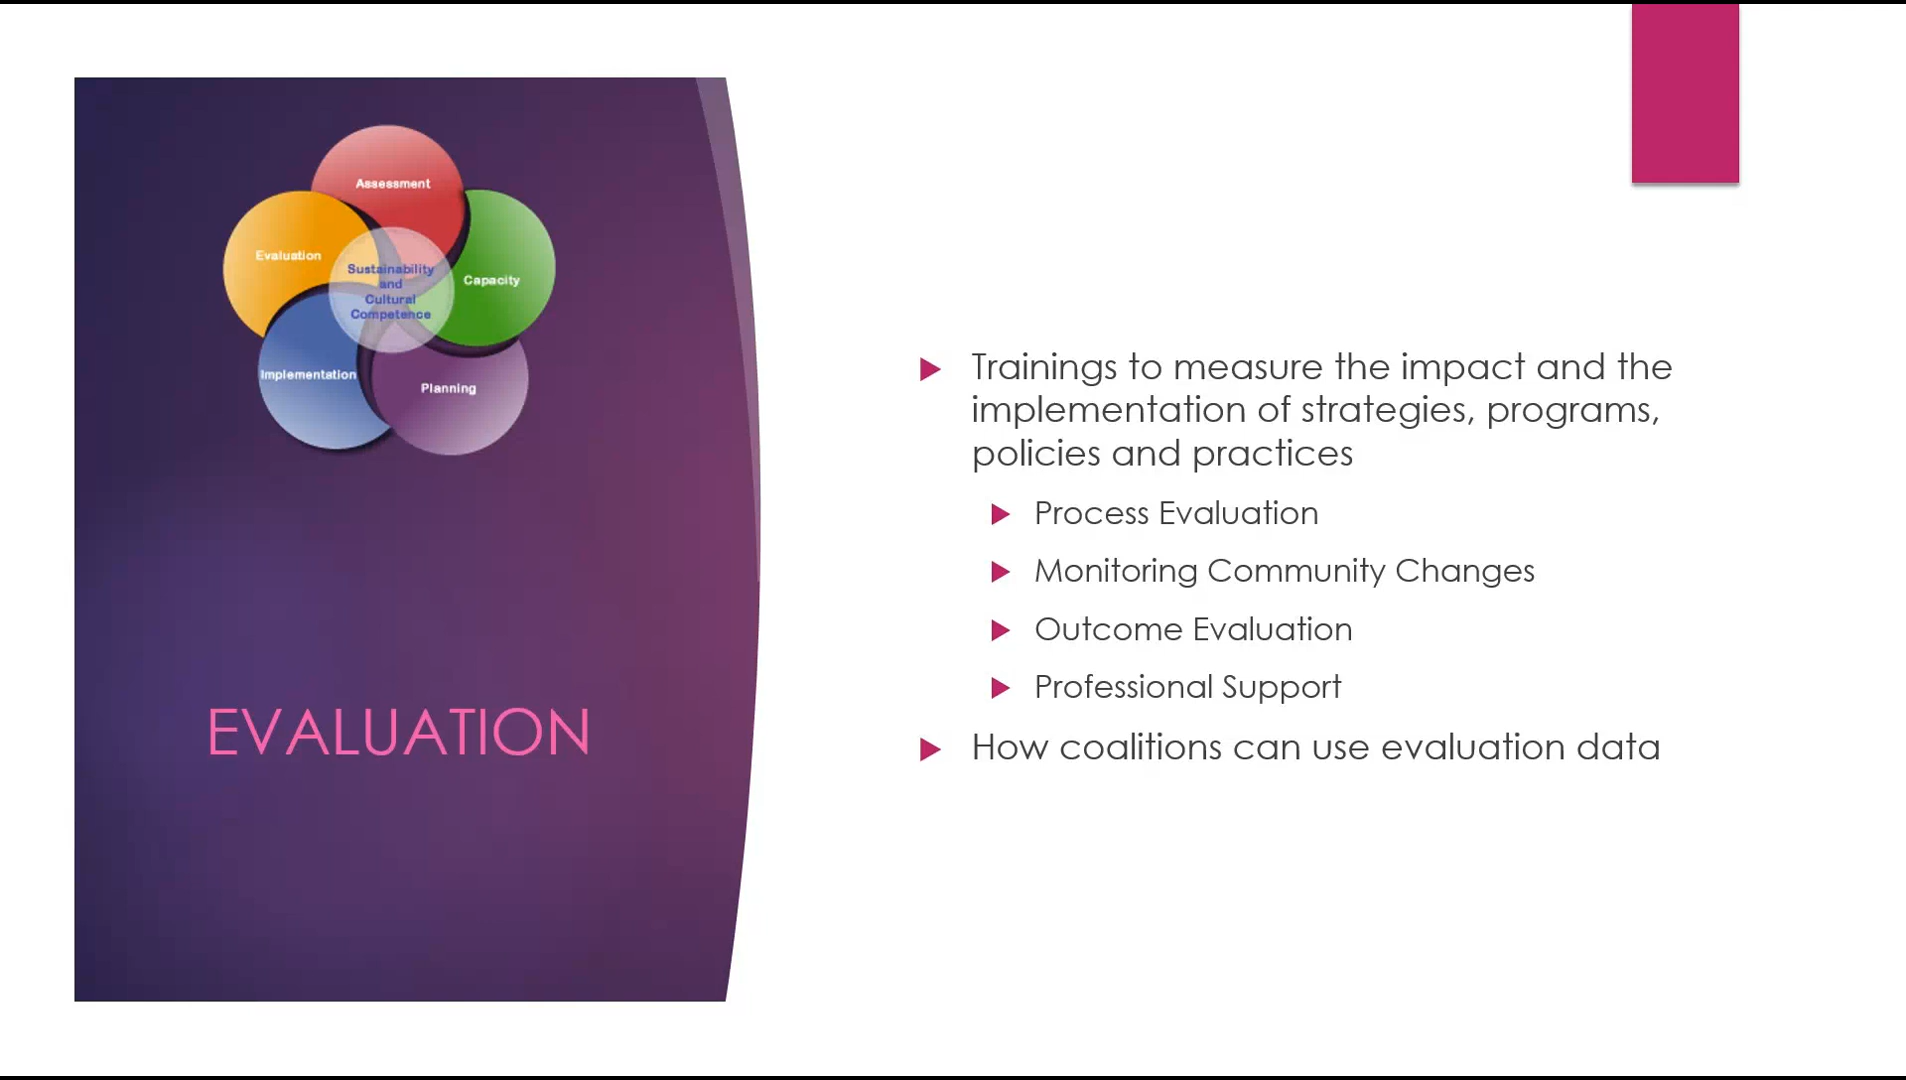 Assessment
Evaluation
Sustainability
and
Cultural
Competence
Capacity
Implementation
Planning
EVALUATION
Trainings to measure the impact and the
implementation of strategies, programs,
policies and practices
Process Evaluation
Monitoring Community Changes
Outcome Evaluation
Professional Support
How coalitions can use evaluation data